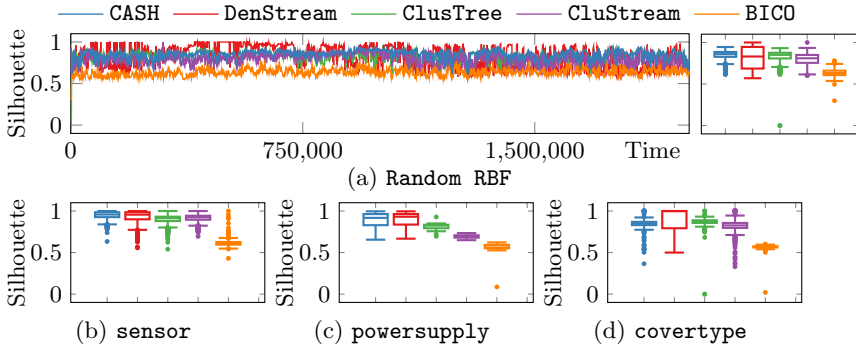 CASH DenStream ClusTree CluStream BICO
Silhouette
1
0.5
0
0 750,000 1,500,000 Time
(a) Random RBF
Silhouette
1
0.5
0
(b) sensor
Silhouette
1
0.5
0
(c) powersupply
Silhouette
1
0.5
0
(d) covertype